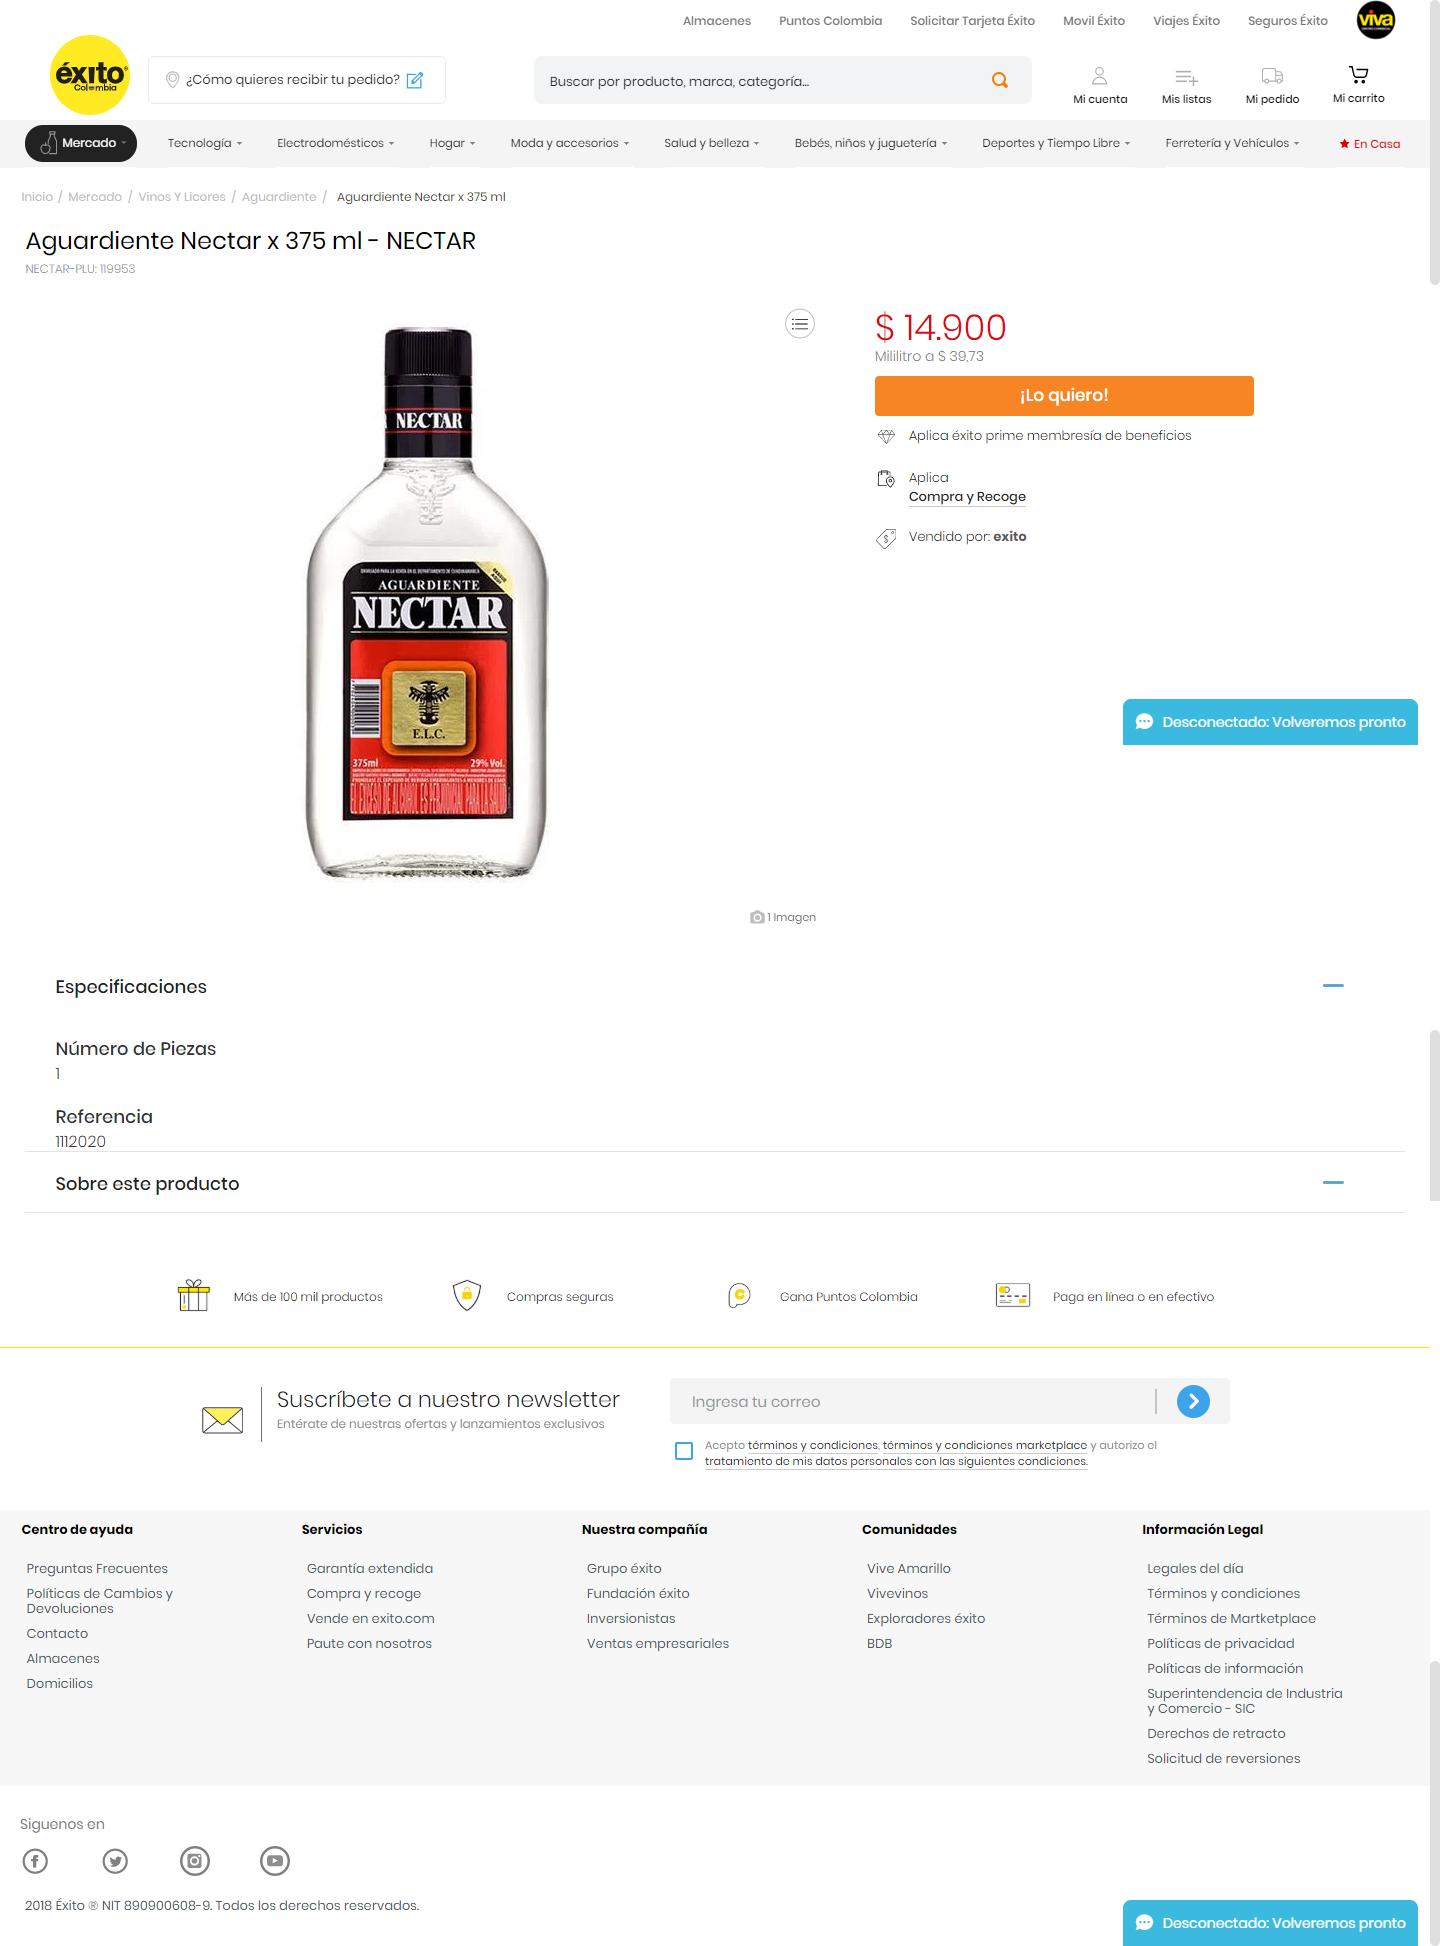 Almacenes Puntos Colombia Solicitar Tarjeta Éxito Movil Éxito Viajes Éxito Seguros Éxito viva
éxito
Colombia
¿Cómo quieres recibir tu pedido?
Buscar por producto, marca, categoría...
Mi cuenta Mis listas Mi pedido Mi carrito
Mercado Tecnología Electrodomésticos Hogar Moda y accesorios Salud y belleza Bebés, niños y juguetería Deportes y Tiempo Libre Ferretería y Vehículos En Casa
Inicio / Mercado / Vinos Y Licores / Aguardiente / Aguardiente Nectar x 375 ml
Aguardiente Nectar x 375 ml - NECTAR
NECTAR-PLU: 119953
NECTAR
AGUARDIENTE
NECTAR
E.L.C.
375ml 29% Vol.
$ 14.900
Mililitro a $ 39,73
¡Lo quiero!
Aplica éxito prime membresía de beneficios
Aplica
Compra y Recoge
Vendido por: exito
Desconectado: Volveremos pronto
1 Imagen
Especificaciones
Número de Piezas
1
Referencia
1112020
Sobre este producto
Más de 100 mil productos Compras seguras Gana Puntos Colombia Paga en línea o en efectivo
Suscríbete a nuestro newsletter
Entérate de nuestras ofertas y lanzamientos exclusivos
Ingresa tu correo
Acepto términos y condiciones, términos y condiciones marketplace y autorizo el
tratamiento de mis datos personales con las siguientes condiciones.
Centro de ayuda
Preguntas Frecuentes
Políticas de Cambios y
Devoluciones
Contacto
Almacenes
Domicilios
Servicios
Garantía extendida
Compra y recoge
Vende en exito.com
Paute con nosotros
Nuestra compañía
Grupo éxito
Fundación éxito
Inversionistas
Ventas empresariales
Comunidades
Vive Amarillo
Vivevinos
Exploradores éxito
BDB
Información Legal
Legales del día
Términos y condiciones
Términos de Martketplace
Políticas de privacidad
Políticas de información
Superintendencia de Industria
y Comercio - SIC
Derechos de retracto
Solicitud de reversiones
Siguenos en
2018 Éxito ® NIT 890900608-9. Todos los derechos reservados.
Desconectado: Volveremos pronto